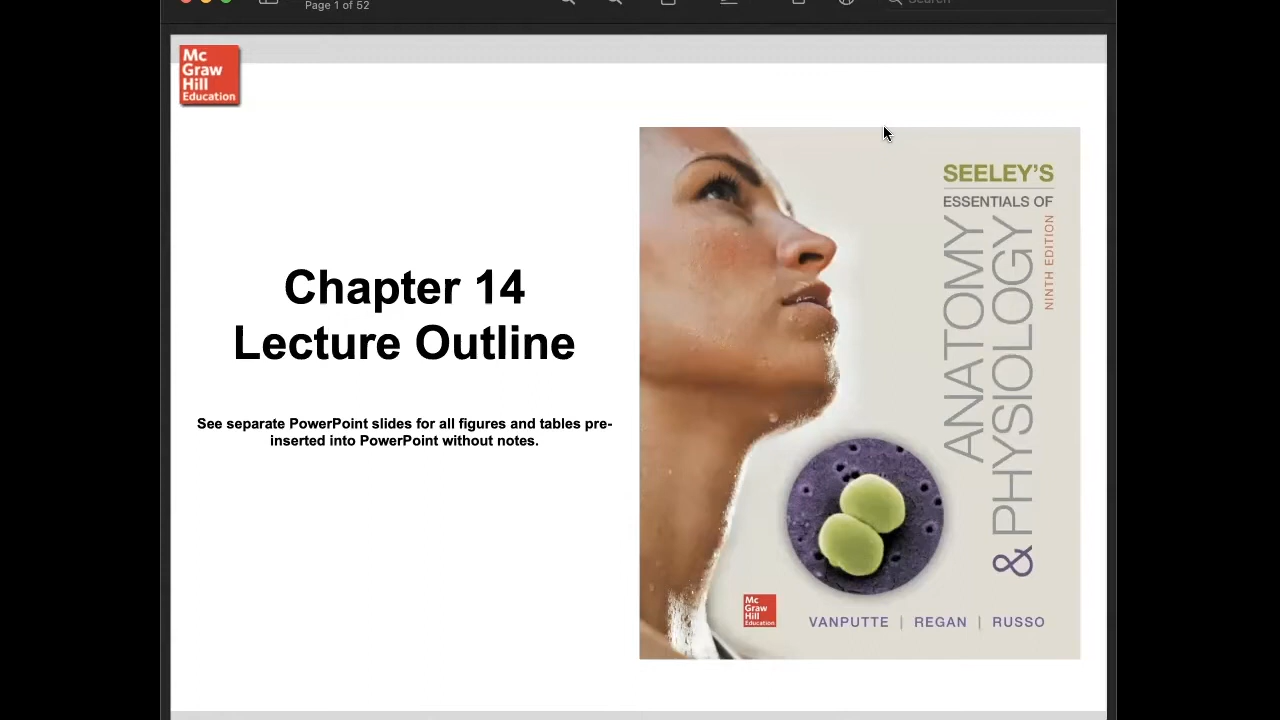 Page 1 of 52
Search
Mc
Graw
Hill
Education
Chapter 14
Lecture Outline
See separate PowerPoint slides for all figures and tables pre-
inserted into PowerPoint without notes.
SEELEY'S
ESSENTIALS OF
ANATOMY
& PHYSIOLOGY
NINTH EDITION
Mc
Graw
Hill
Education
VANPUTTE | REGAN | RUSSO